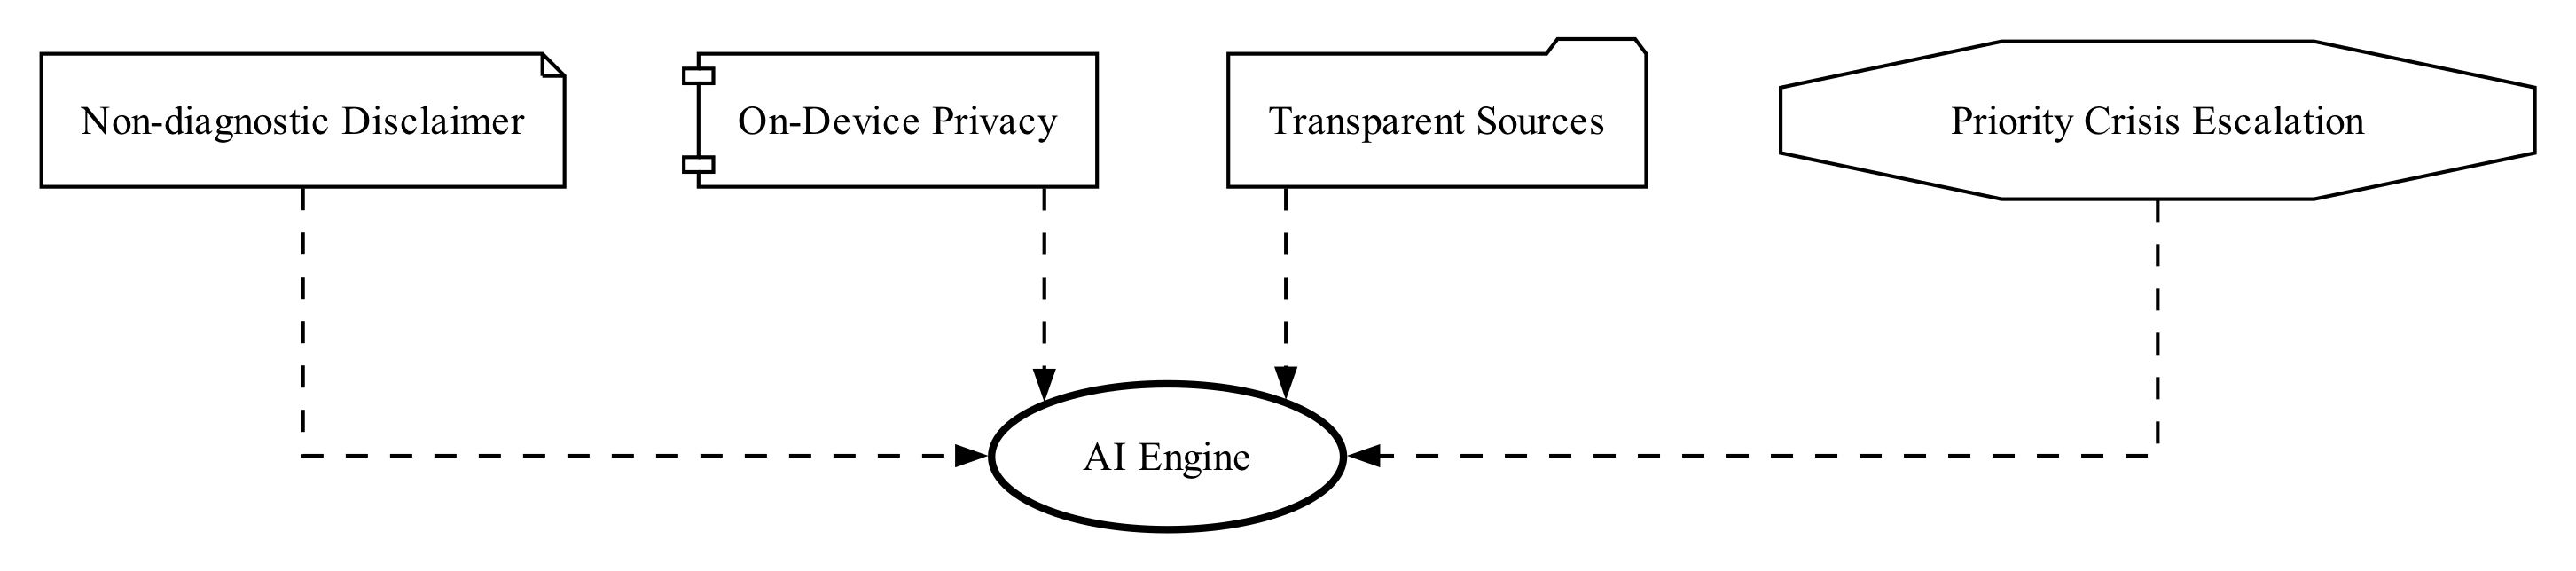 Non-diagnostic Disclaimer
On-Device Privacy
Transparent Sources
Priority Crisis Escalation
AI Engine